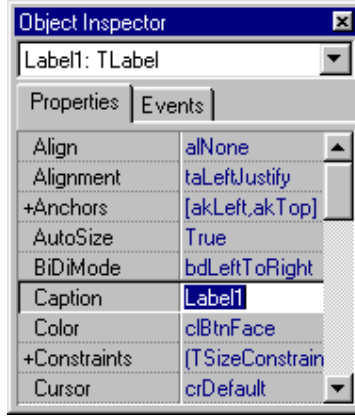 Object Inspector
Label1: TLabel
Properties Events
Align alNone
Alignment taLeftJustify
+Anchors [akLeft,akTop]
AutoSize True
BiDiMode bdLeftToRight
Caption Label1
Color clBtnFace
+Constraints (TSizeConstrain
Cursor crDefault